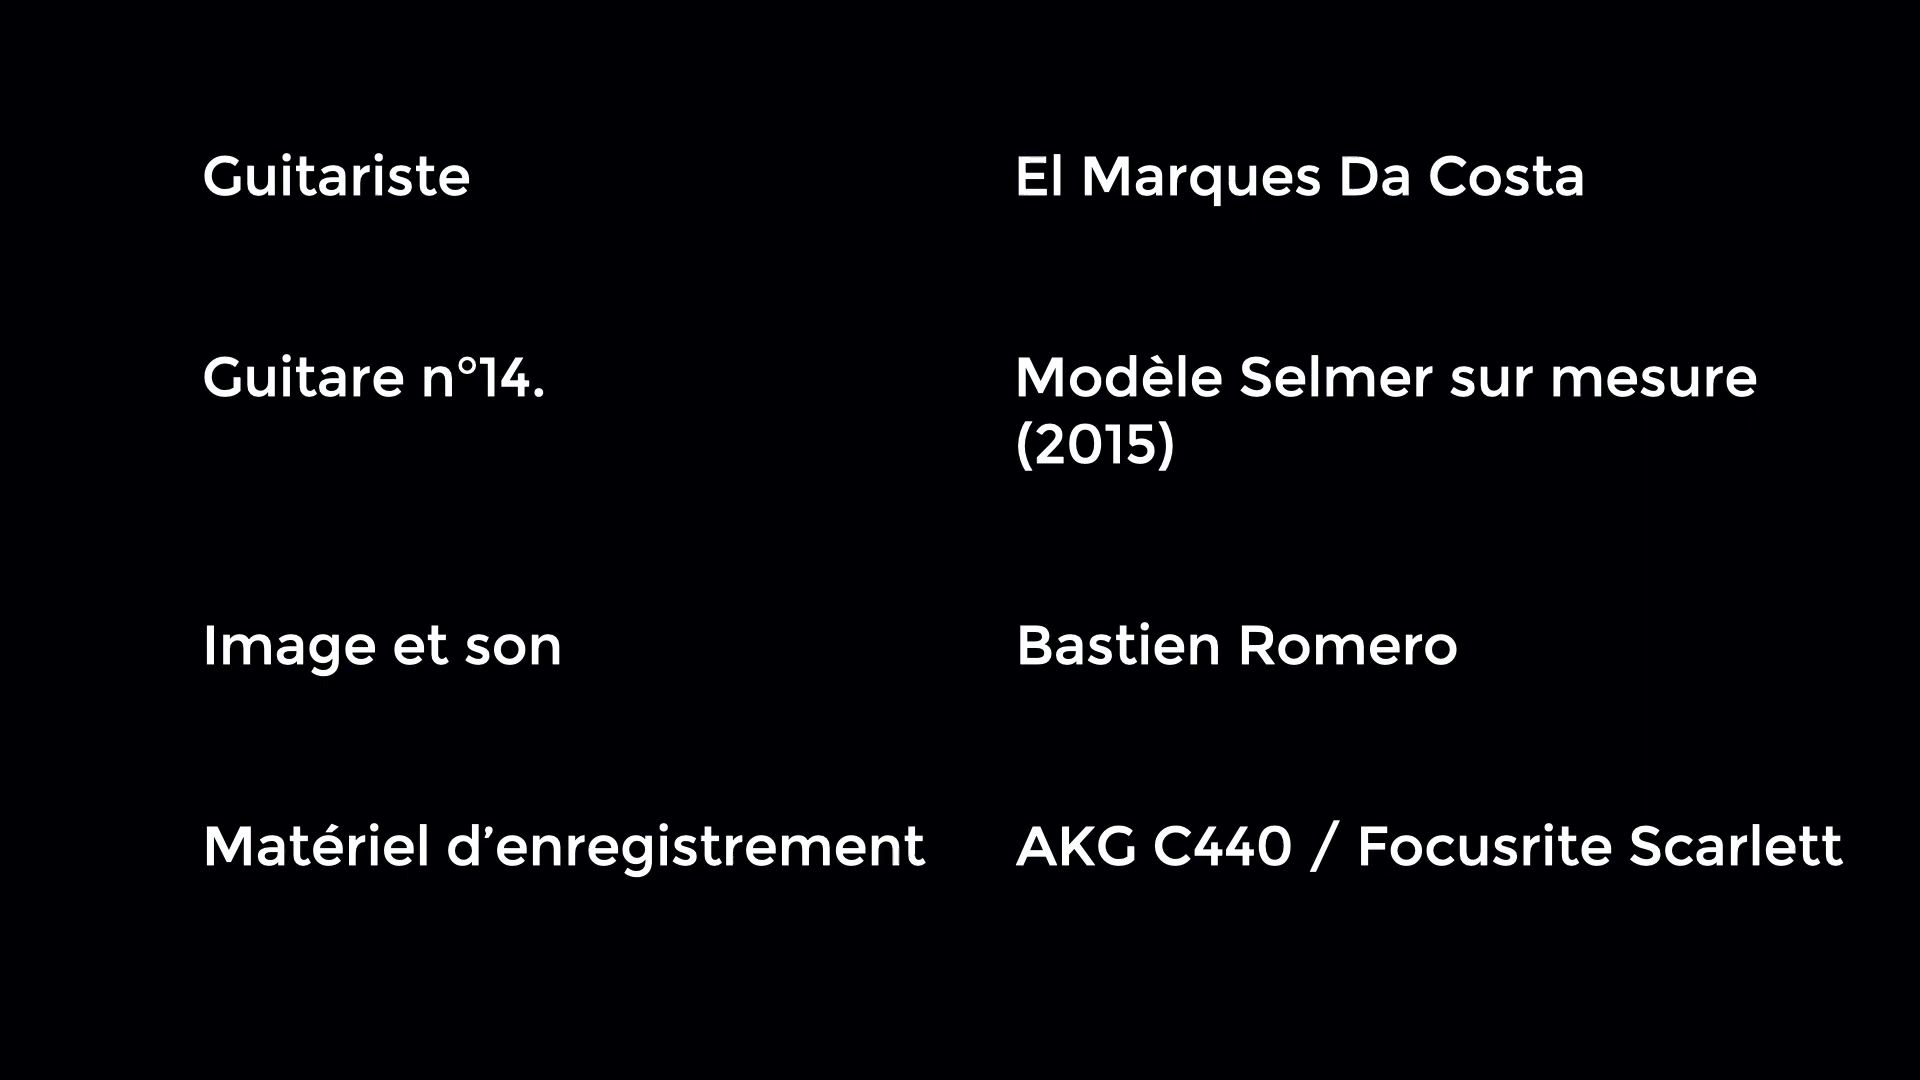 Guitariste El Marques Da Costa
Guitare n°14. Modèle Selmer sur mesure
(2015)
Image et son Bastien Romero
Matériel d’enregistrement AKG C440 / Focusrite Scarlett